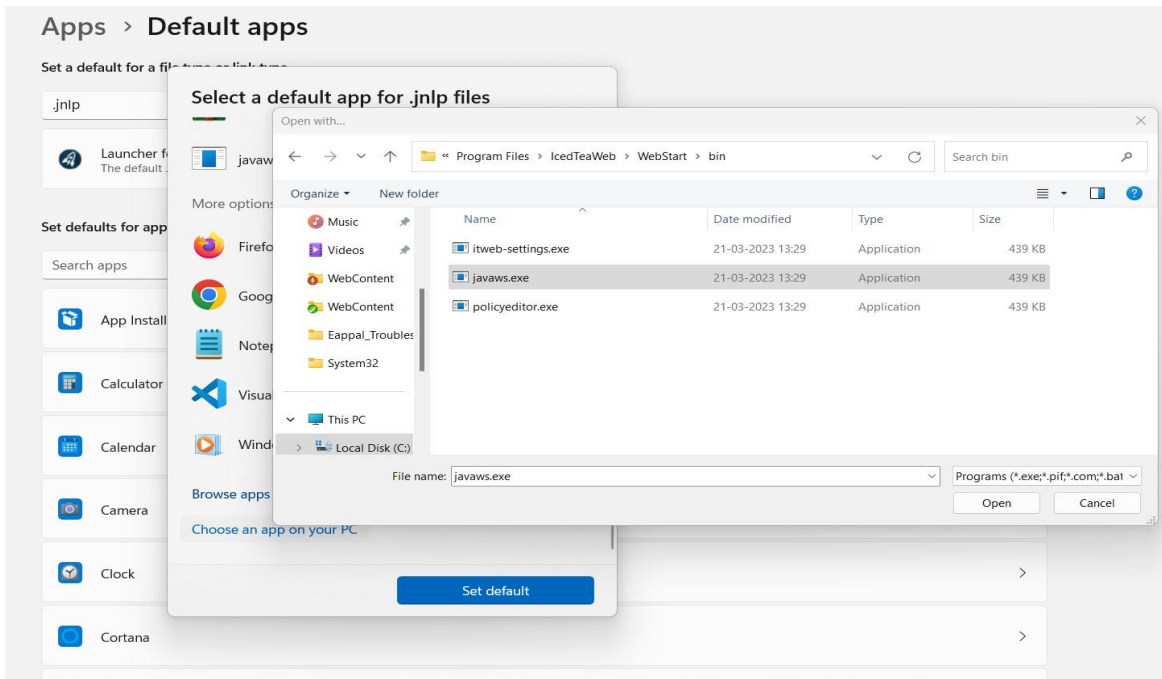 Apps > Default apps
Set a default for a file type or link type
.jnlp
Launcher f
The default .
Set defaults for app
Search apps
App Install
Calculator
Calendar
Camera
Clock
Cortana
Select a default app for .jnlp files
javaw
More options
Firefo
Goog
Notep
Visua
Wind
Browse apps
Choose an app on your PC
Set default
Open with...
« Program Files > IcedTeaWeb > WebStart > bin
Search bin
Organize
New folder
Music
Videos
WebContent
WebContent
Eappal_Troubles
System32
This PC
Local Disk (C:)
Name Date modified Type Size
itweb-settings.exe 21-03-2023 13:29 Application 439 KB
javaws.exe 21-03-2023 13:29 Application 439 KB
policyeditor.exe 21-03-2023 13:29 Application 439 KB
File name: javaws.exe
Programs (*.exe;*.pif;*.com;*.bat
Open Cancel